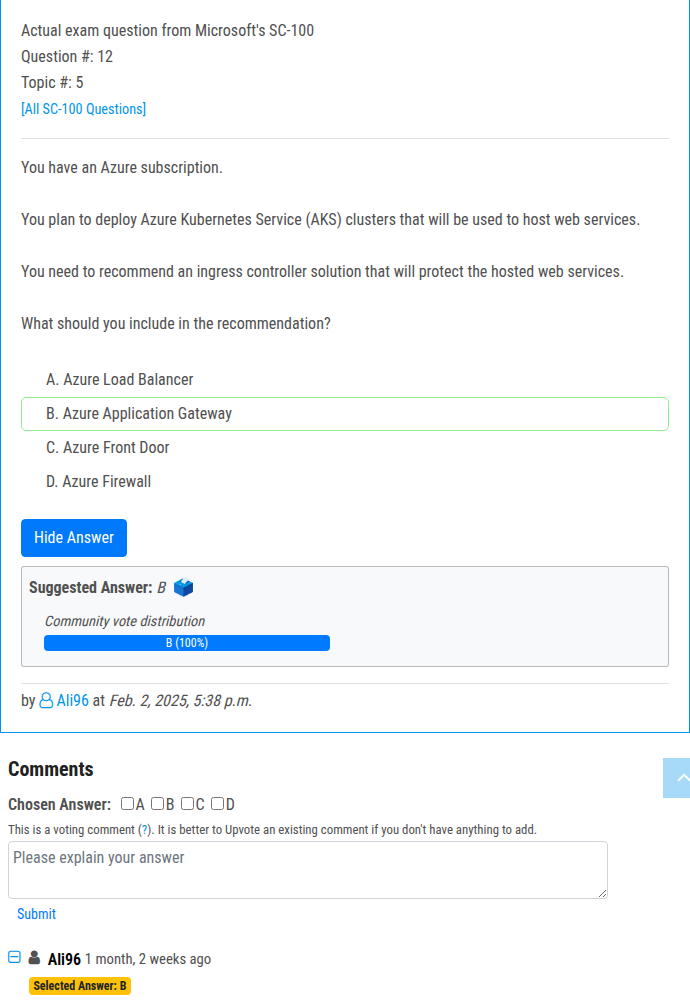 Actual exam question from Microsoft's SC-100
Question #: 12
Topic #: 5
[All SC-100 Questions]
You have an Azure subscription.
You plan to deploy Azure Kubernetes Service (AKS) clusters that will be used to host web services.
You need to recommend an ingress controller solution that will protect the hosted web services.
What should you include in the recommendation?
A. Azure Load Balancer
B. Azure Application Gateway
C. Azure Front Door
D. Azure Firewall
Hide Answer
Suggested Answer: B
Community vote distribution
B (100%)
by Ali96 at Feb. 2, 2025, 5:38 p.m.
Comments
Chosen Answer: A B C D
This is a voting comment (?). It is better to Upvote an existing comment if you don't have anything to add.
Please explain your answer
Submit
Ali96 1 month, 2 weeks ago
Selected Answer: B